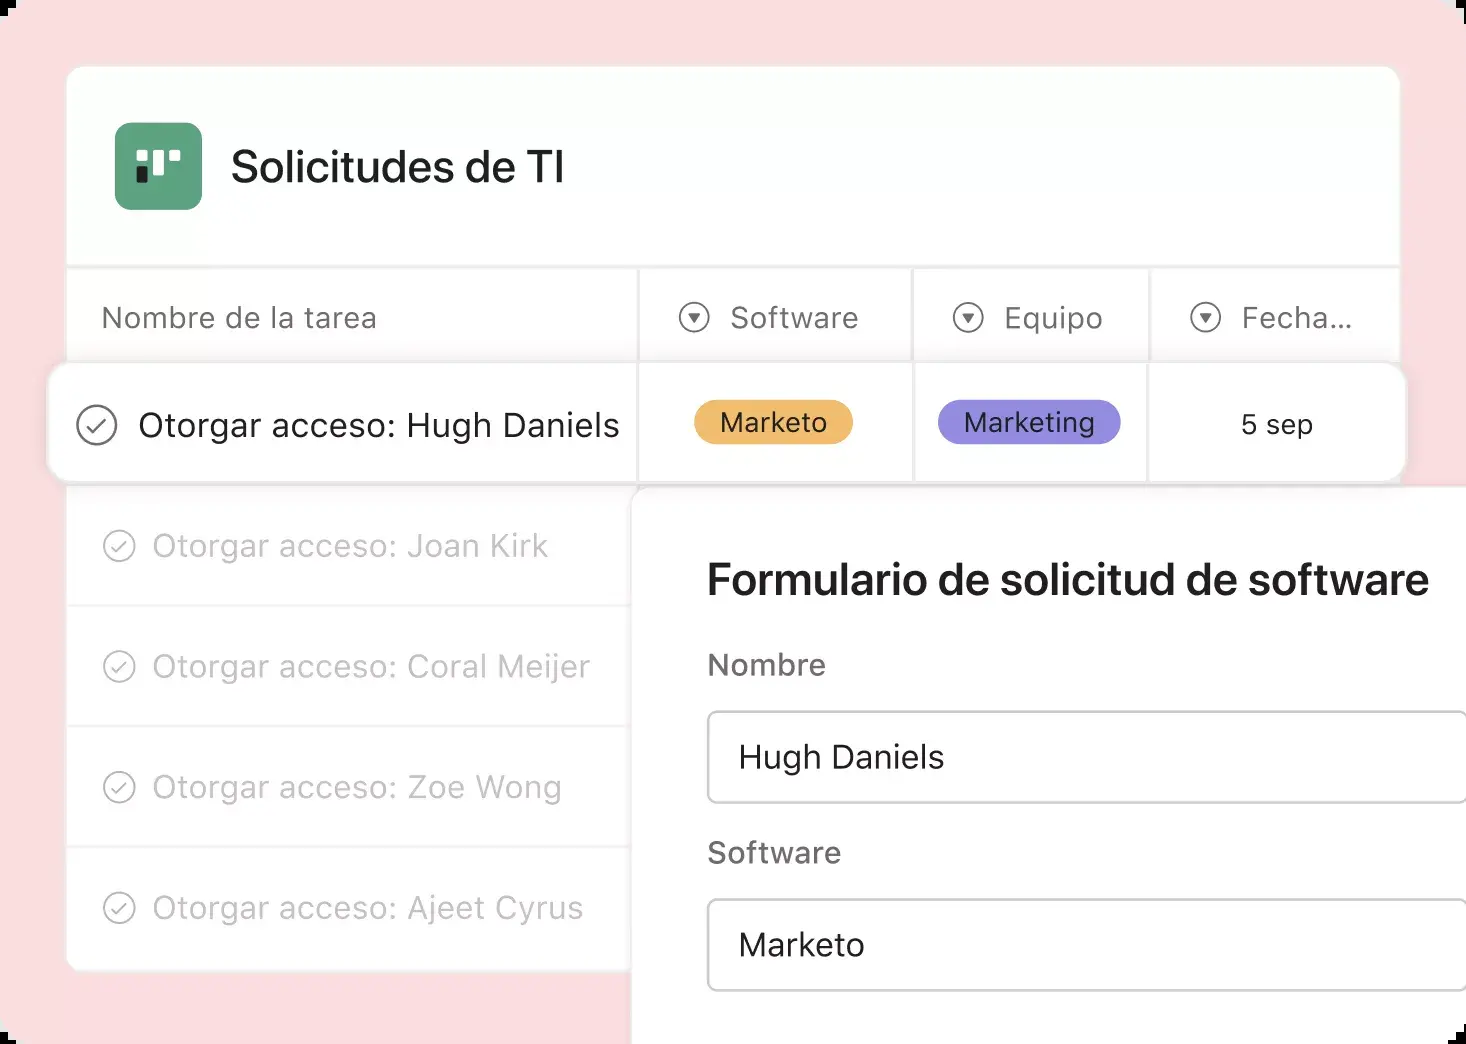 Solicitudes de TI
Nombre de la tarea Software Equipo Fecha...
Otorgar acceso: Hugh Daniels Marketo Marketing 5 sep
Otorgar acceso: Joan Kirk
Otorgar acceso: Coral Meijer
Otorgar acceso: Zoe Wong
Otorgar acceso: Ajeet Cyrus
Formulario de solicitud de software
Nombre
Hugh Daniels
Software
Marketo